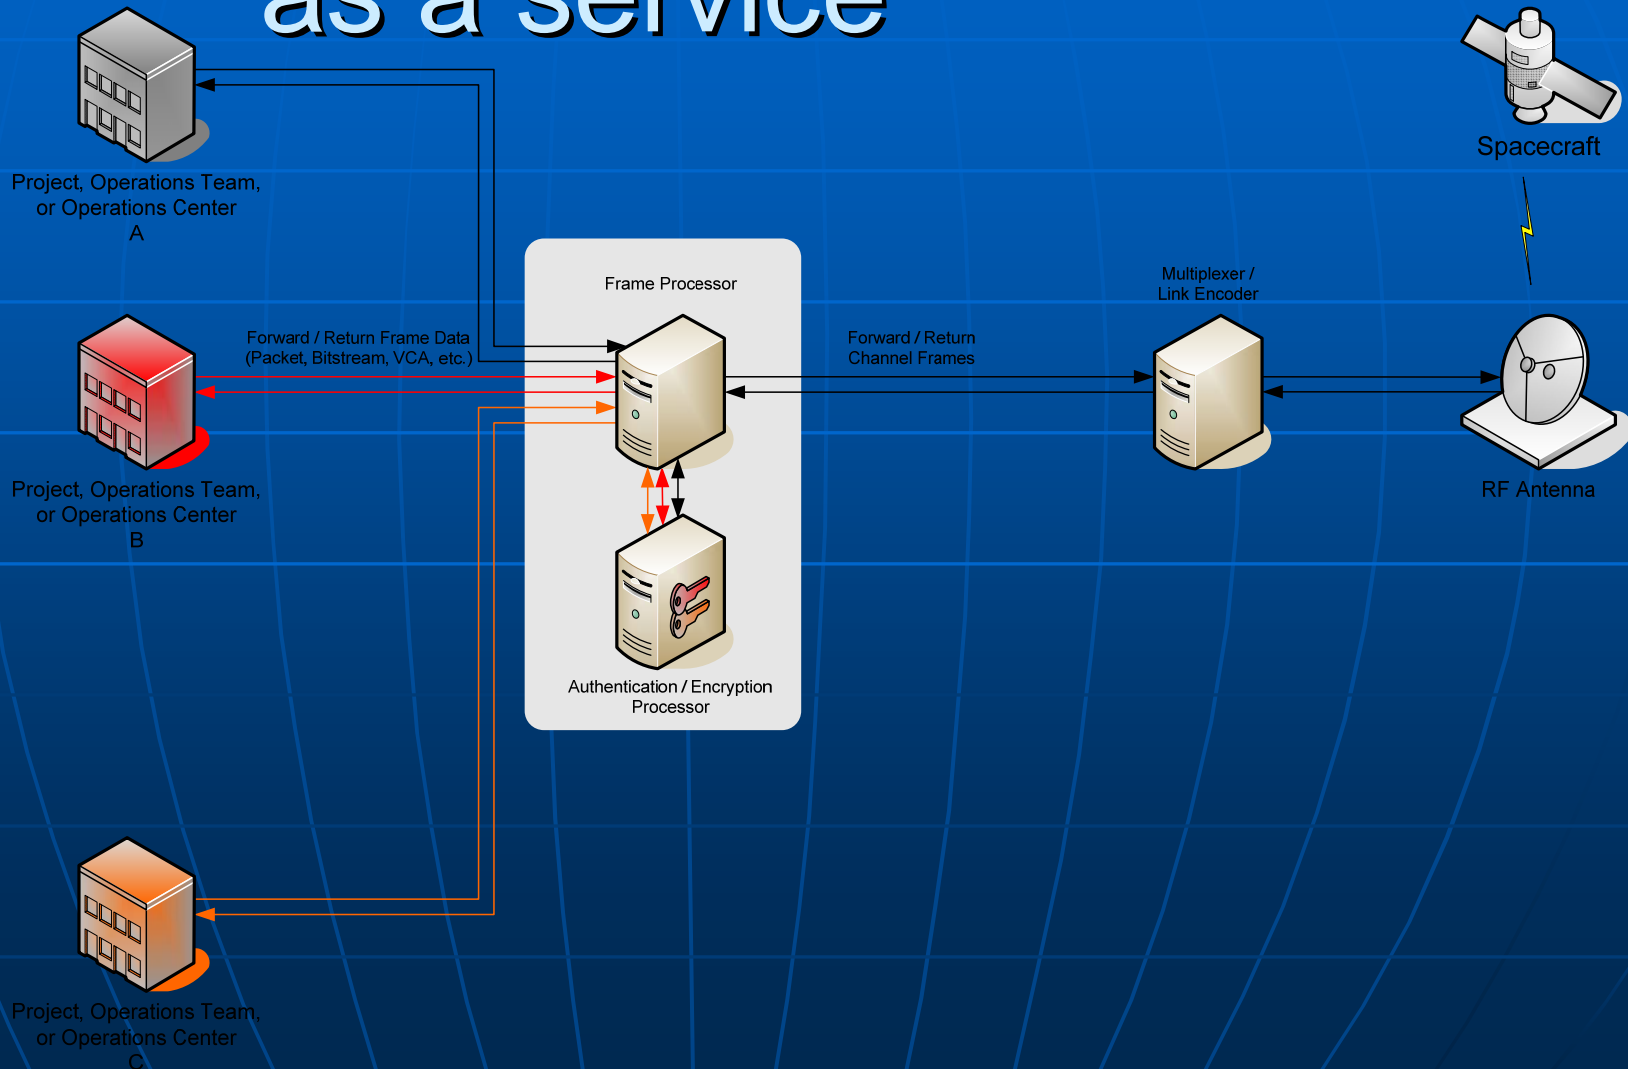 as a service
Spacecraft
Project, Operations Team,
or Operations Center
A
Frame Processor
Multiplexer /
Link Encoder
Forward / Return Frame Data
(Packet, Bitstream, VCA, etc.)
Forward / Return
Channel Frames
Project, Operations Team,
or Operations Center
B
RF Antenna
Authentication / Encryption
Processor
Project, Operations Team,
or Operations Center
C